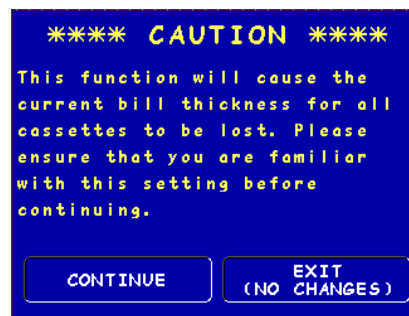 **** CAUTION ****
This function will cause the
current bill thickness for all
cassettes to be lost. Please
ensure that you are familiar
with this setting before
continuing.
CONTINUE
EXIT
(NO CHANGES)